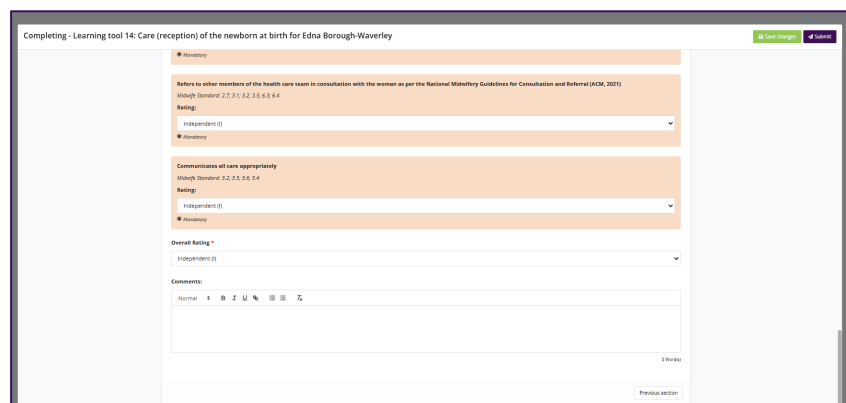 Completing - Learning tool 14: Care (reception) of the newborn at birth for Edna Borough-Waverley
Save changes
Submit
* Mandatory
Refers to other members of the health care team in consultation with the woman as per the National Midwifery Guidelines for Consultation and Referral (ACM, 2021)
Midwife Standard: 2.7; 3.1; 3.2; 3.5; 6.3; 6.4
Rating:
Independent (I)
* Mandatory
Communicates all care appropriately
Midwife Standard: 3.2; 3.5; 3.6; 5.4
Rating:
Independent (I)
* Mandatory
Overall Rating *
Independent (I)
Comments:
Normal B I U
0 Word(s)
Previous section